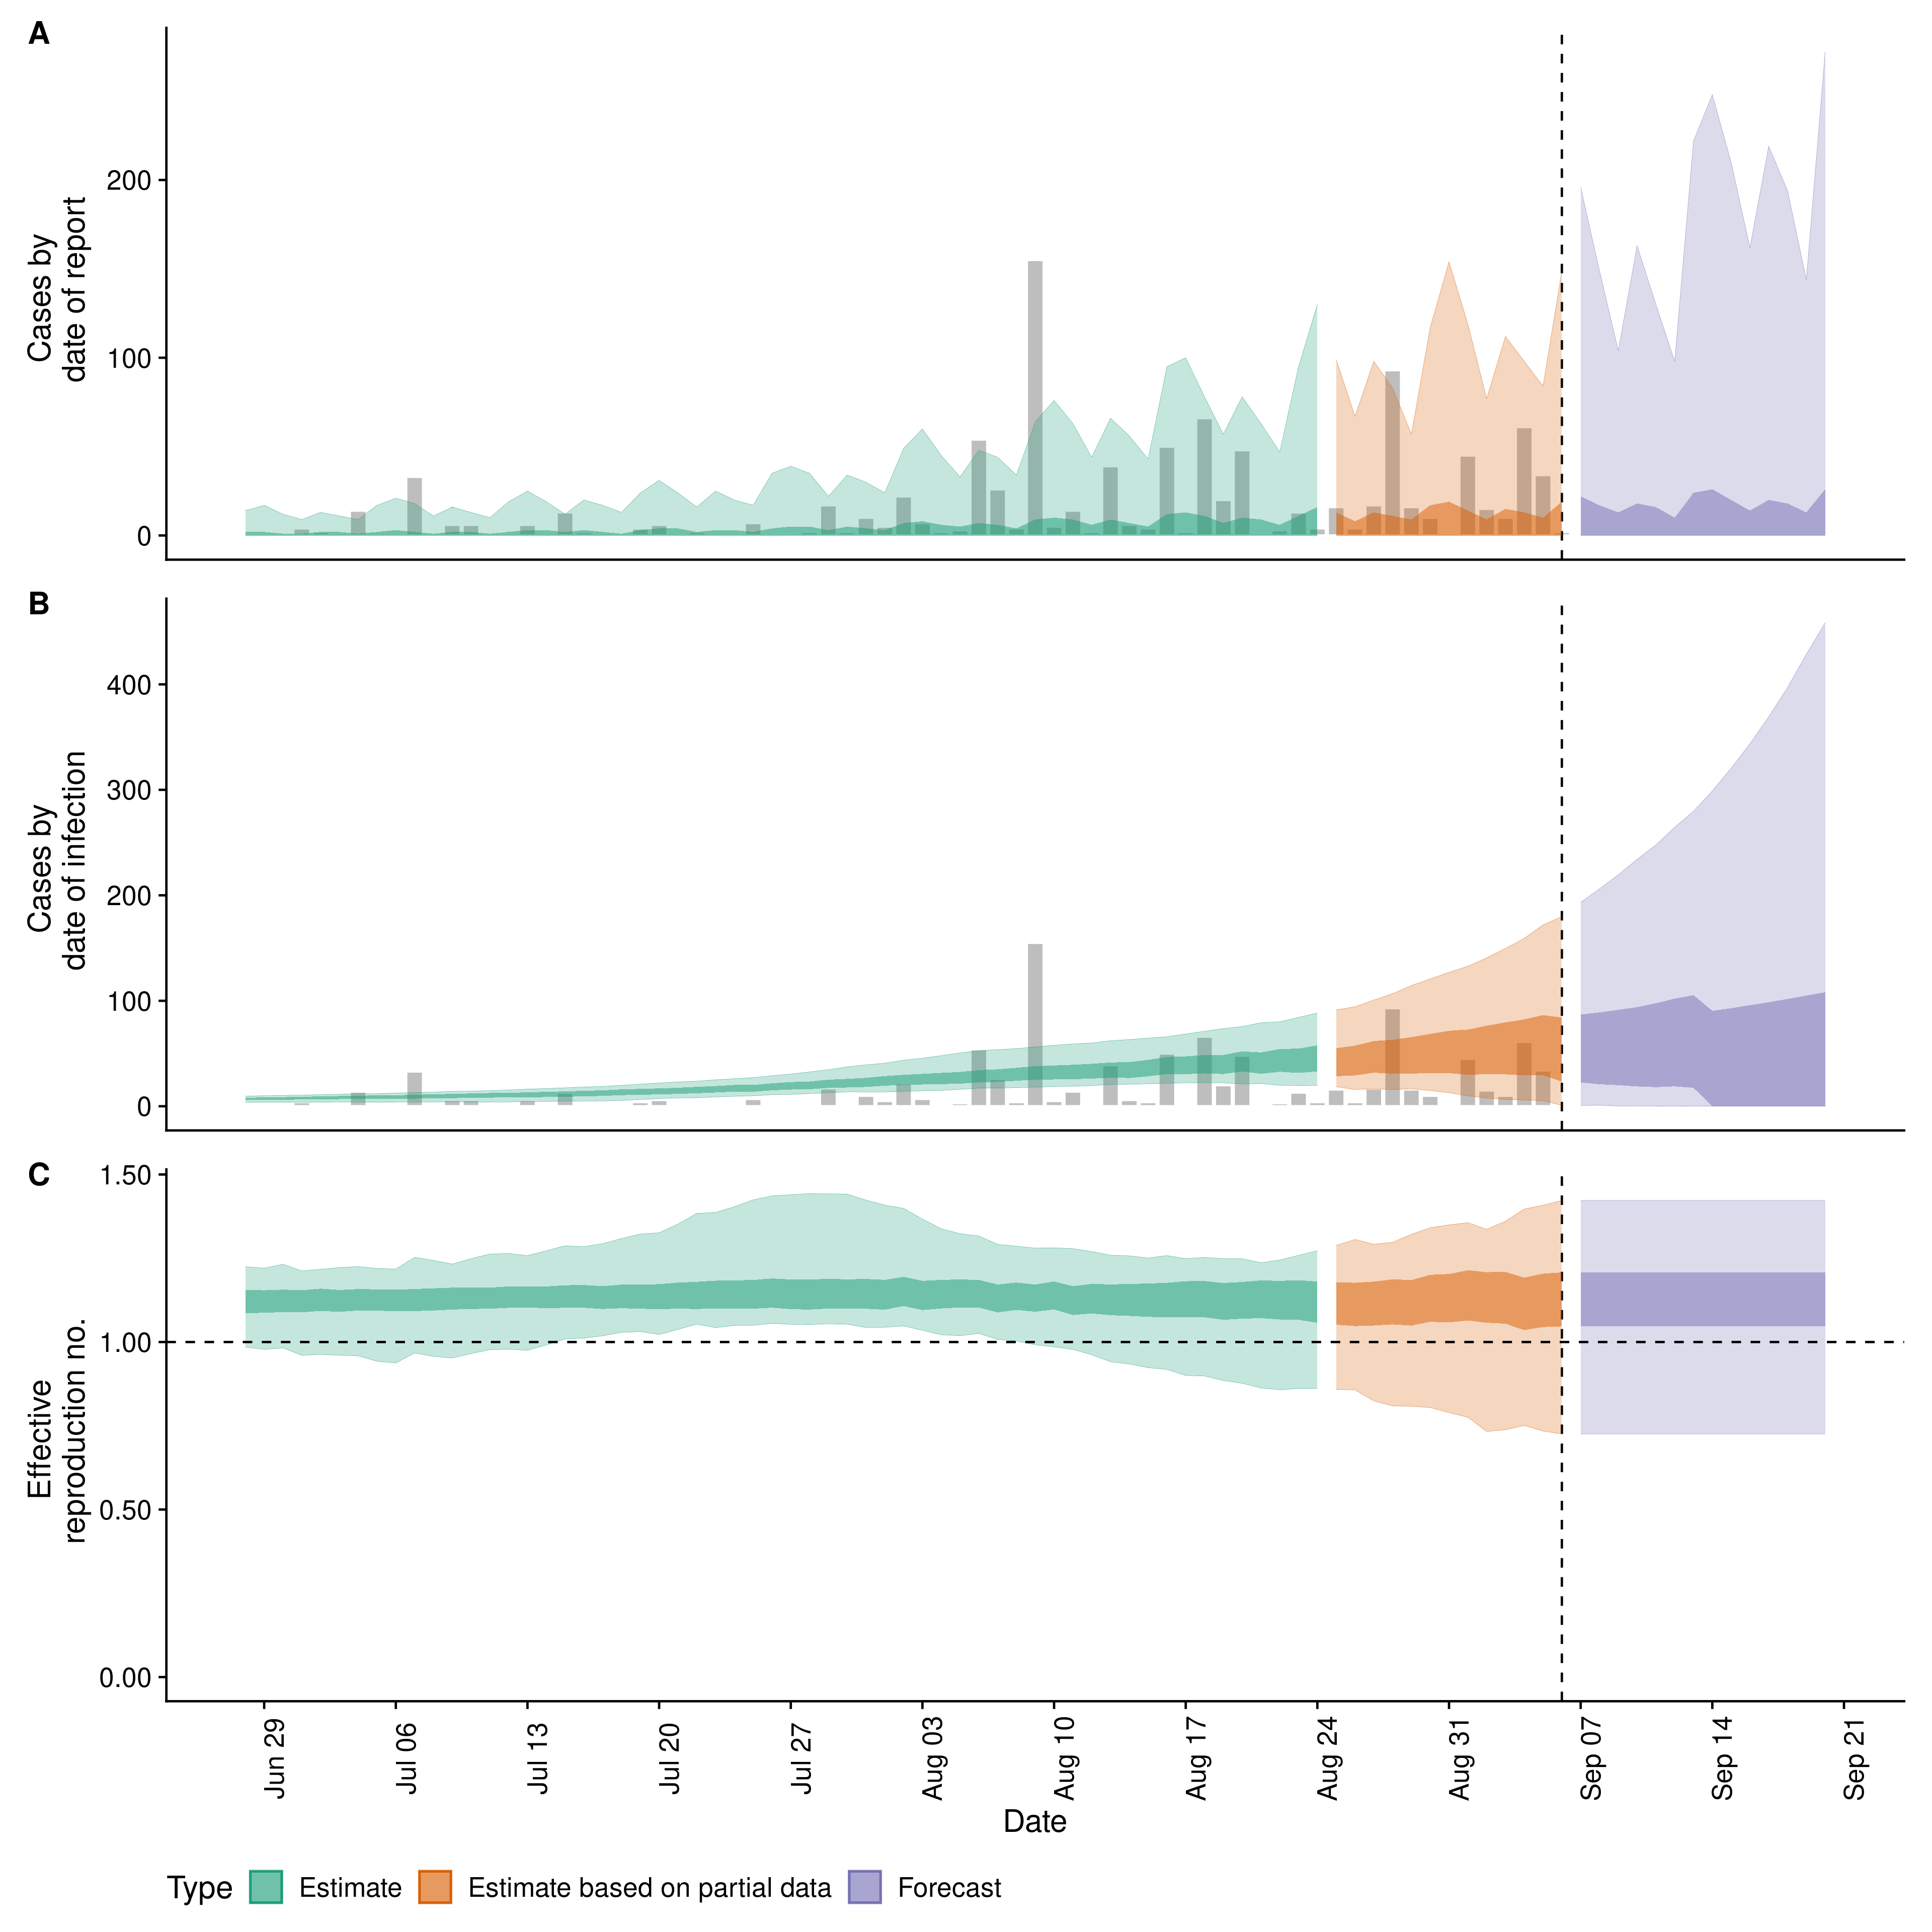 A
Cases by
date of report
200
100
0
B
Cases by
date of infection
400
300
200
100
0
C
Effective
reproduction no.
1.50
1.00
0.50
0.00
Jun 29
Jul 06
Jul 13
Jul 20
Jul 27
Aug 03
Aug 10
Aug 17
Aug 24
Aug 31
Sep 07
Sep 14
Sep 21
Date
Type Estimate Estimate based on partial data Forecast